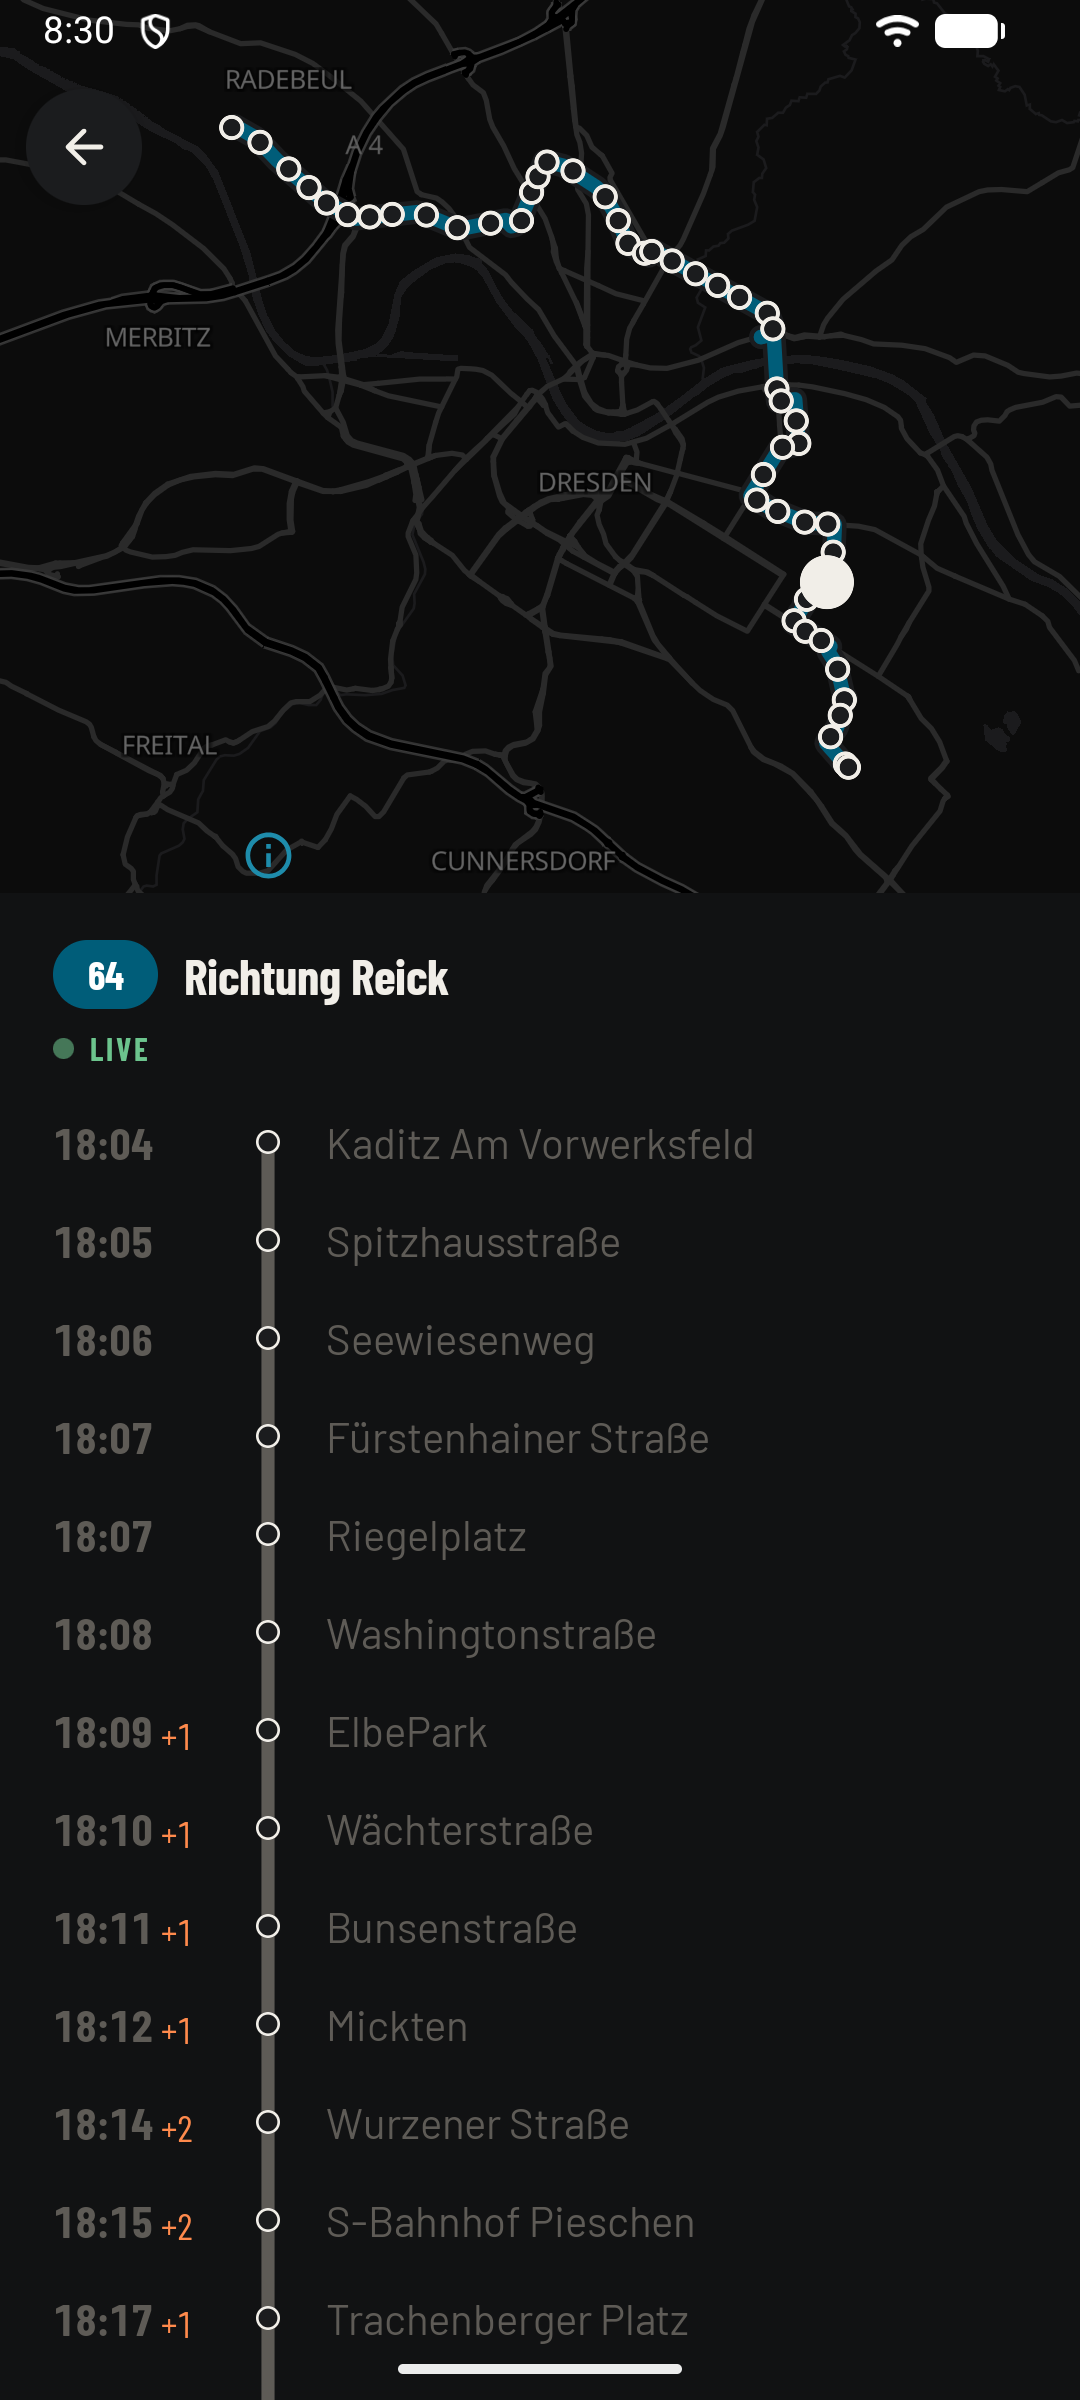 8:30
RADEBEUL
A 4
MERBITZ
DRESDEN
FREITAL
CUNNERSDORF
64 Richtung Reick
LIVE
18:04 Kaditz Am Vorwerksfeld
18:05 Spitzhausstraße
18:06 Seewiesenweg
18:07 Fürstenhainer Straße
18:07 Riegelplatz
18:08 Washingtonstraße
18:09 +1 ElbePark
18:10 +1 Wächterstraße
18:11 +1 Bunsenstraße
18:12 +1 Mickten
18:14 +2 Wurzener Straße
18:15 +2 S-Bahnhof Pieschen
18:17 +1 Trachenberger Platz